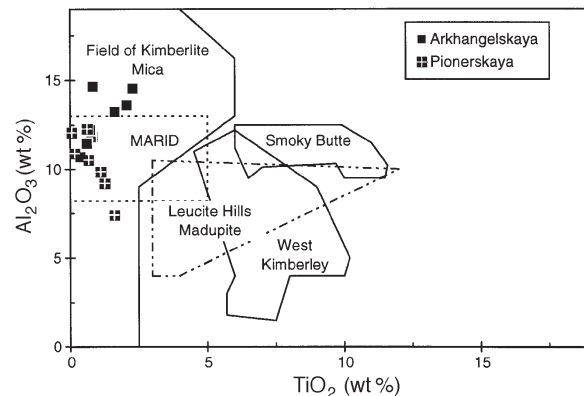 Al2O3 (wt %)
15
10
5
0
Field of Kimberlite
Mica
MARID
Smoky Butte
Leucite Hills
Madupite
West
Kimberley
Arkhangelskaya
Pionerskaya
0 5 10 15
TiO2 (wt %)